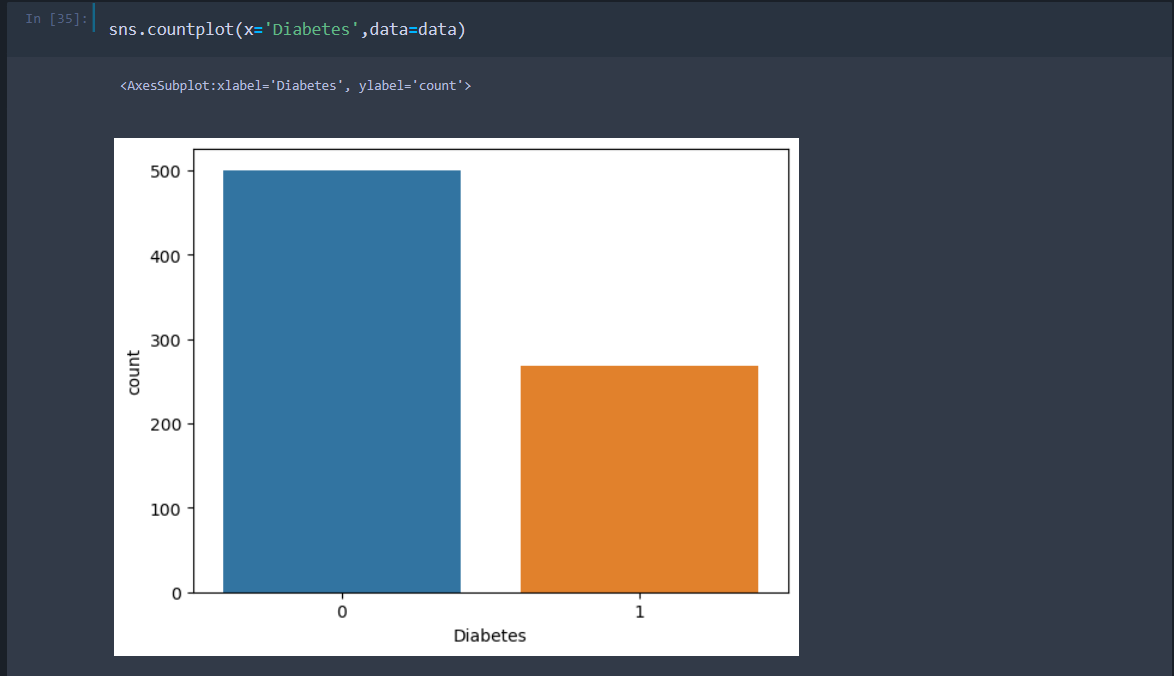 In [35]:
sns.countplot(x='Diabetes',data=data)
<AxesSubplot:xlabel='Diabetes', ylabel='count'>
500
400
300
200
100
0
count
0 1
Diabetes